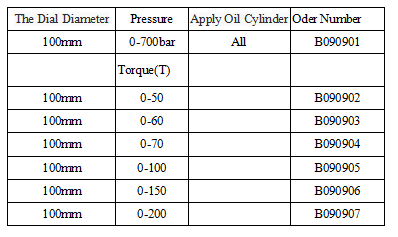 The Dial Diameter Pressure Apply Oil Cylinder Oder Number
100mm 0-700bar All B090901
Torque(T)
100mm 0-50 B090902
100mm 0-60 B090903
100mm 0-70 B090904
100mm 0-100 B090905
100mm 0-150 B090906
100mm 0-200 B090907